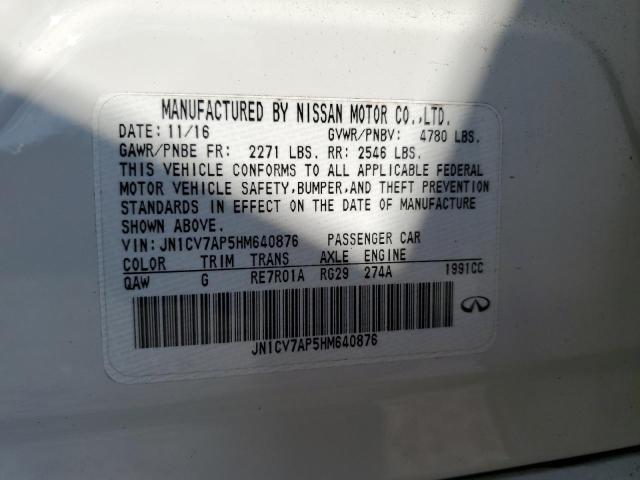 MANUFACTURED BY NISSAN MOTOR CO.,LTD.
DATE: 11/16 GVWR/PNBV: 4780 LBS.
GAWR/PNBE FR: 2271 LBS. RR: 2546 LBS.
THIS VEHICLE CONFORMS TO ALL APPLICABLE FEDERAL
MOTOR VEHICLE SAFETY,BUMPER,AND THEFT PREVENTION
STANDARDS IN EFFECT ON THE DATE OF MANUFACTURE
SHOWN ABOVE.
VIN: JN1CV7AP5HM640876 PASSENGER CAR
COLOR TRIM TRANS AXLE ENGINE
QAW G RE7R01A RG29 274A 1991CC
JN1CV7AP5HM640876